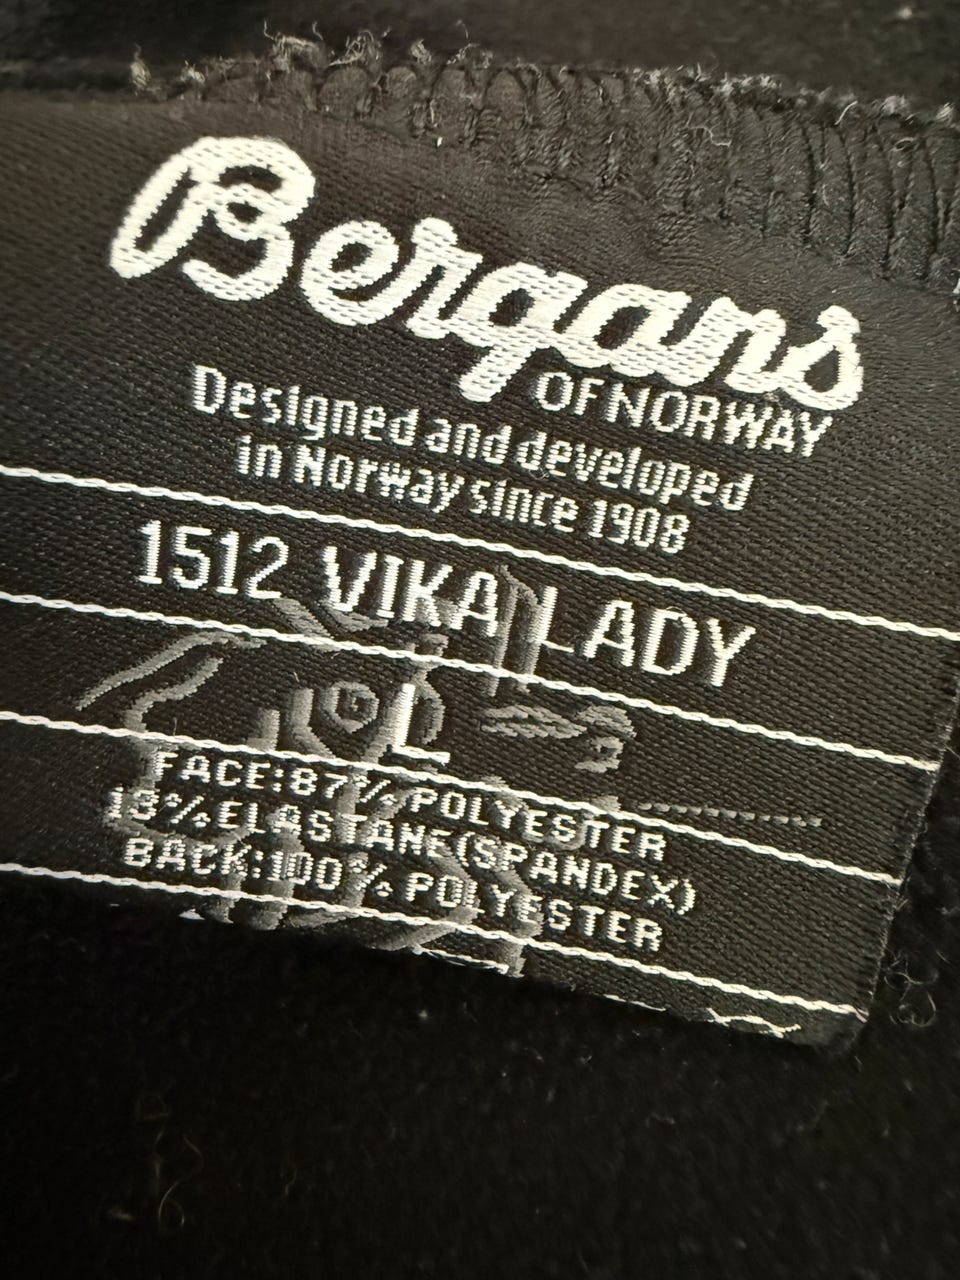 Bergans
OF NORWAY
Designed and developed
in Norway since 1908
1512 VIKA LADY
L
FACE:87% POLYESTER
13%ELASTANE(SPANDEX)
BACK:100% POLYESTER